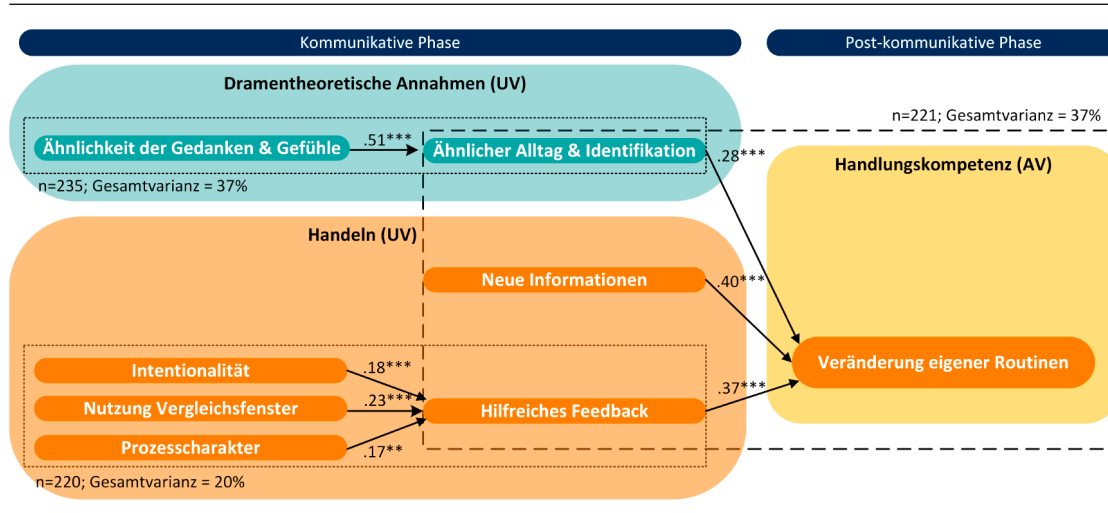 Kommunikative Phase
Post-kommunikative Phase
Dramentheoretische Annahmen (UV)
n=221; Gesamtvarianz = 37%
Ähnlichkeit der Gedanken & Gefühle
.51***
Ähnlicher Alltag & Identifikation
.28***
Handlungskompetenz (AV)
n=235; Gesamtvarianz = 37%
Handeln (UV)
Neue Informationen
.40***
Veränderung eigener Routinen
Intentionalität
.18***
.37***
Nutzung Vergleichsfenster
.23***
Hilfreiches Feedback
Prozesscharakter
.17**
n=220; Gesamtvarianz = 20%